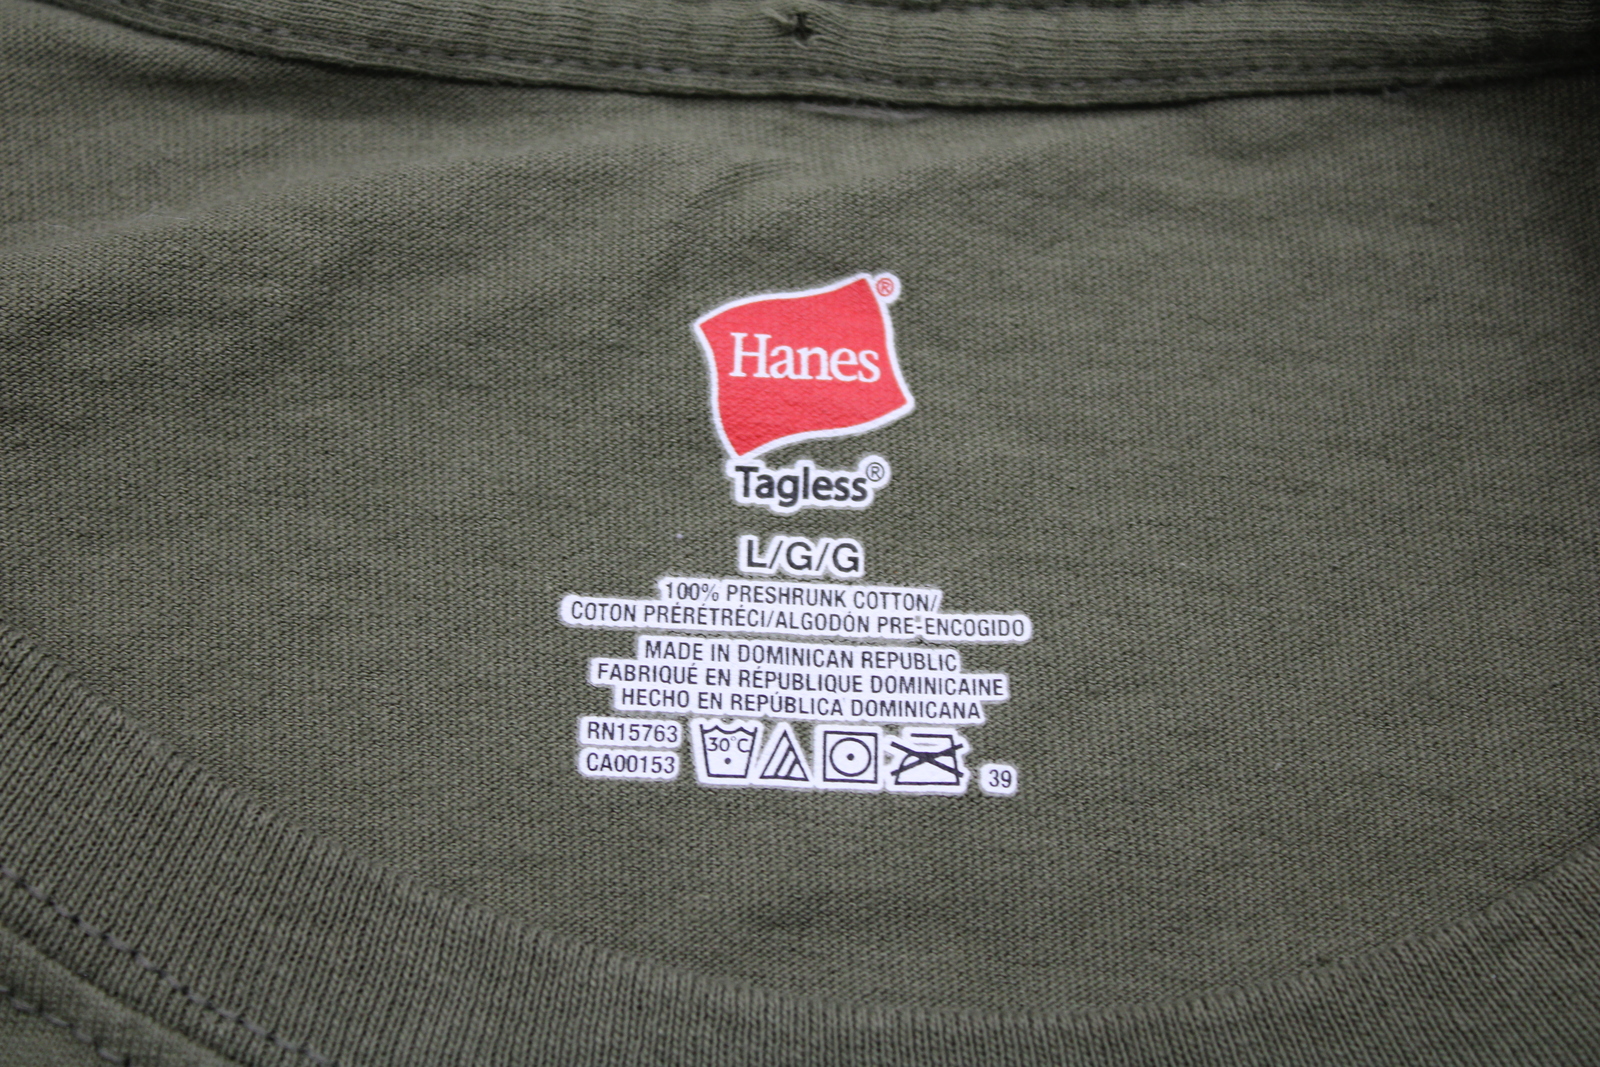 Hanes®
Tagless®
L/G/G
100% PRESHRUNK COTTON/
COTON PRÉRÉTRÉCI/ALGODÓN PRE-ENCOGIDO
MADE IN DOMINICAN REPUBLIC
FABRIQUÉ EN RÉPUBLIQUE DOMINICAINE
HECHO EN REPÚBLICA DOMINICANA
RN15763
CA00153
30°C
39